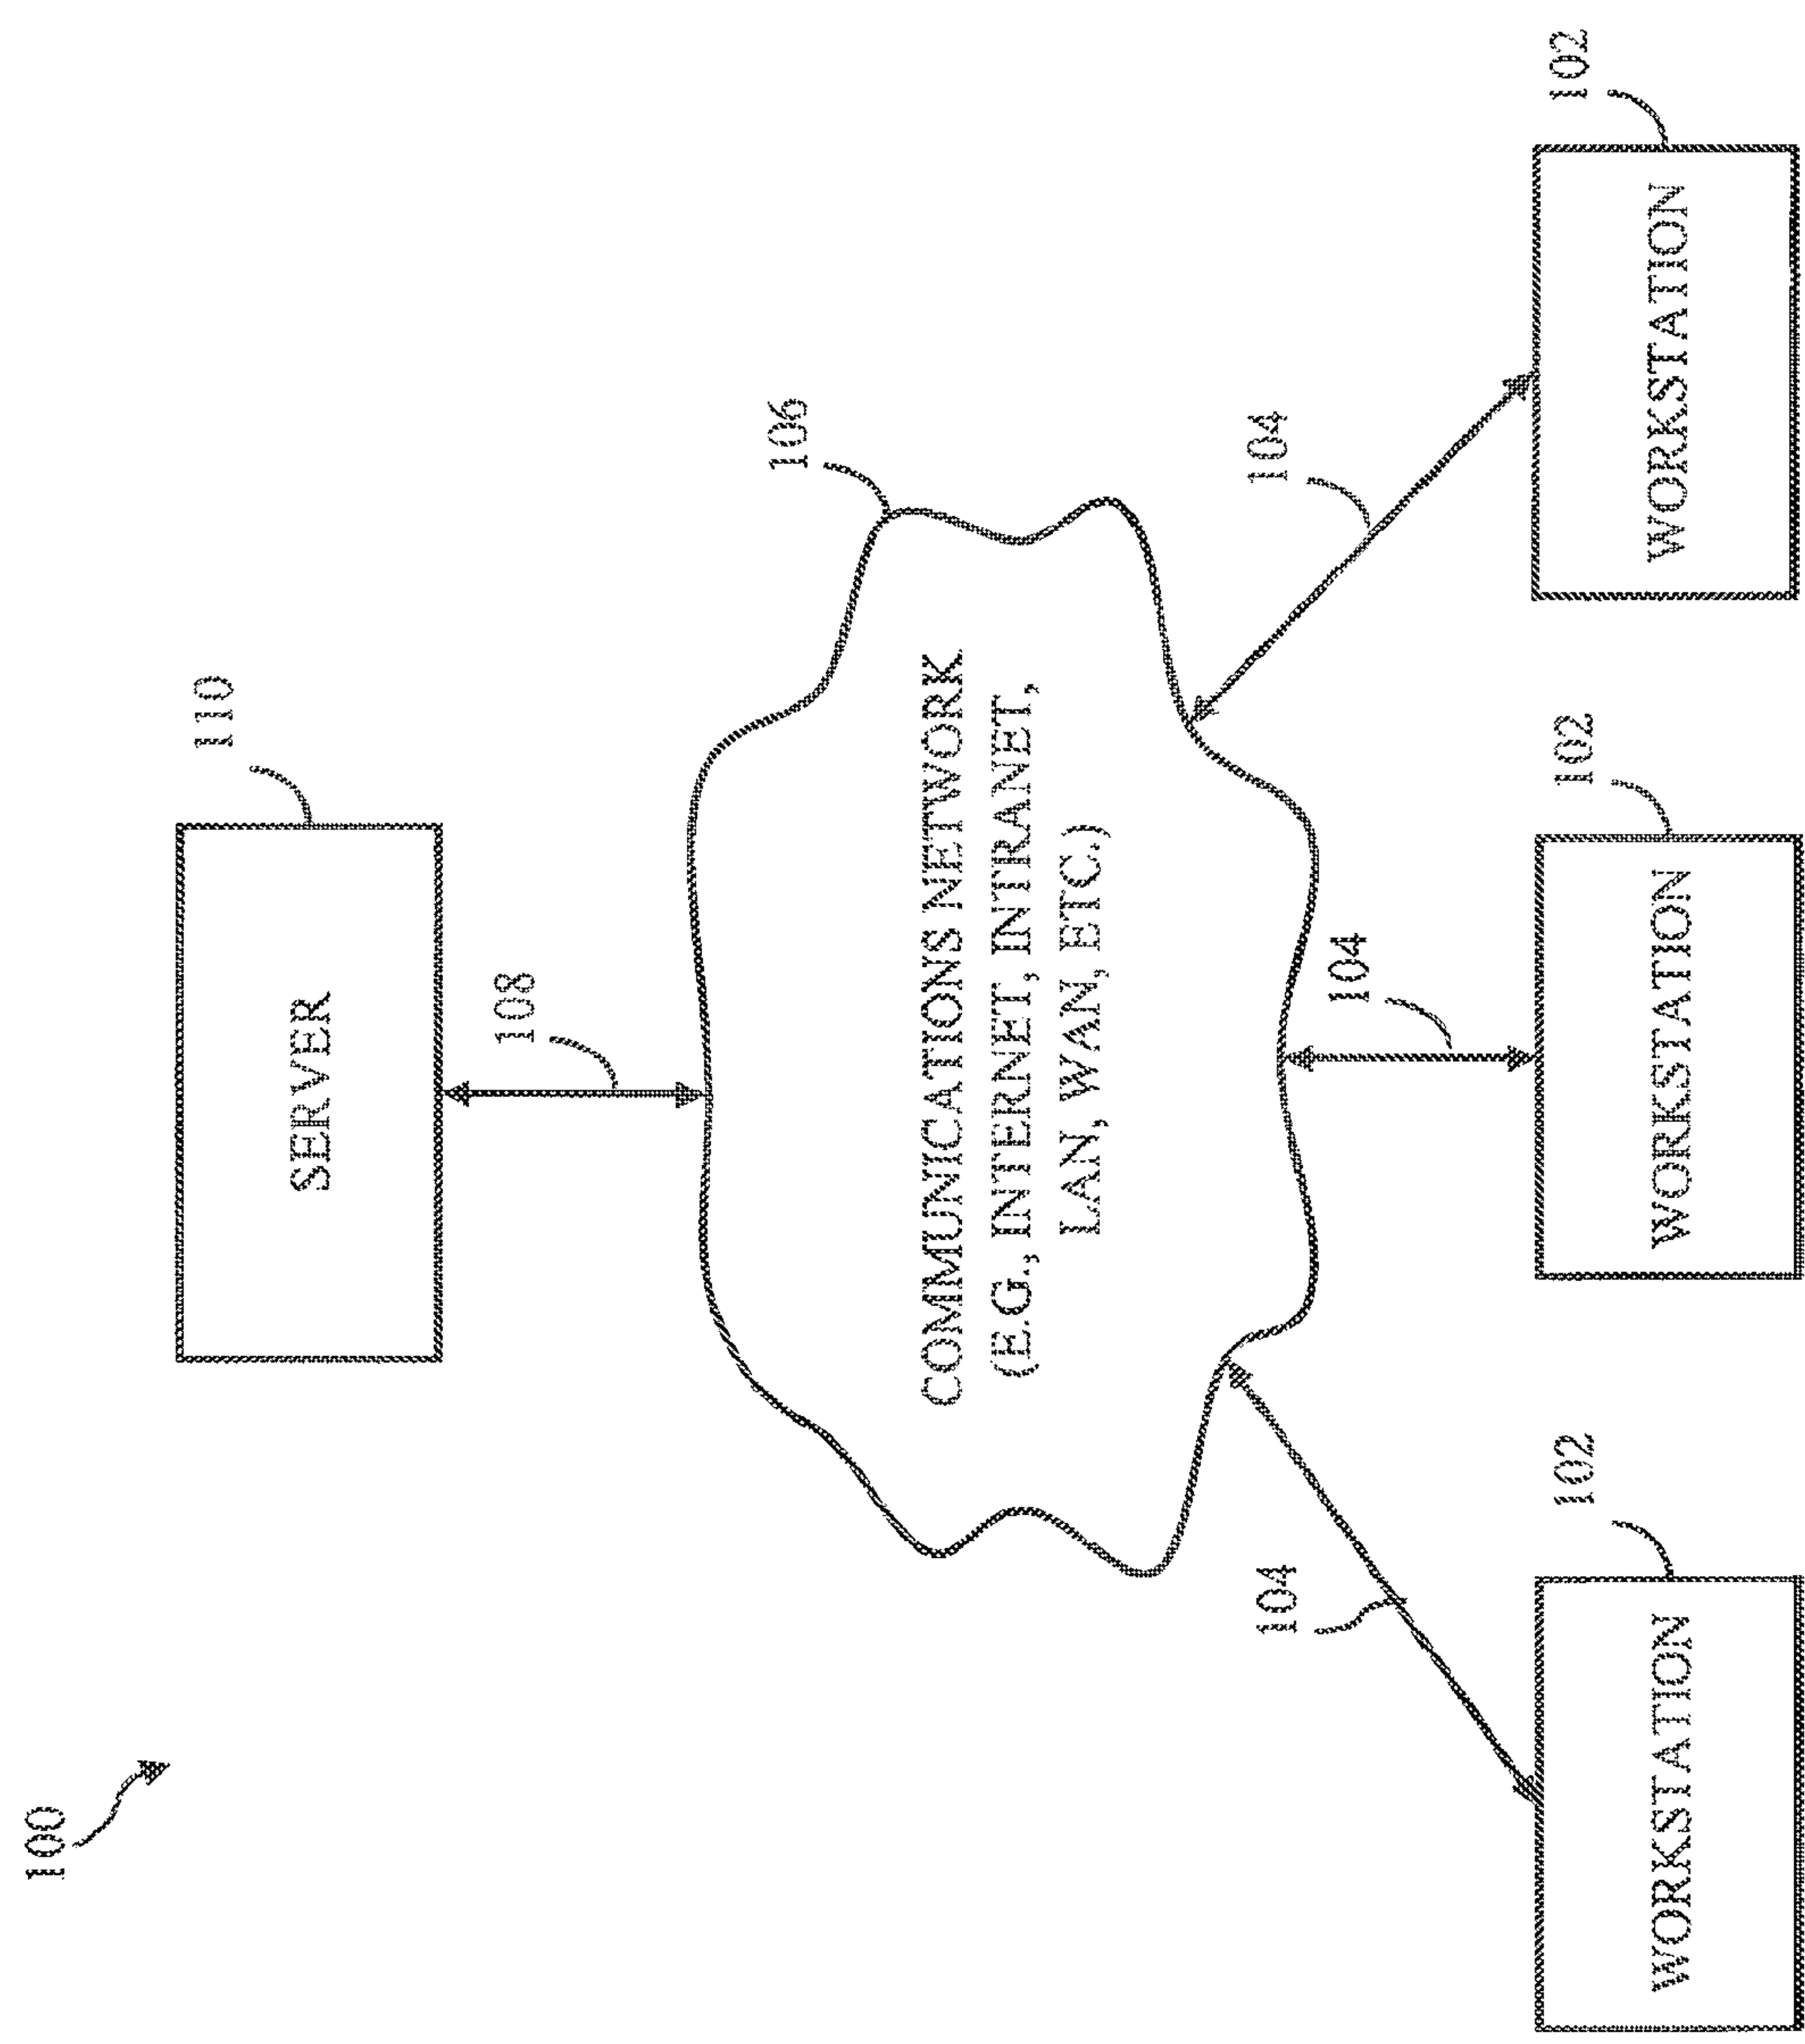 100
110
SERVER
108
106
COMMUNICATIONS NETWORK
(E.G., INTERNET, INTRANET,
LAN, WAN, ETC.)
104
104
104
102
102
102
WORKSTATION
WORKSTATION
WORKSTATION